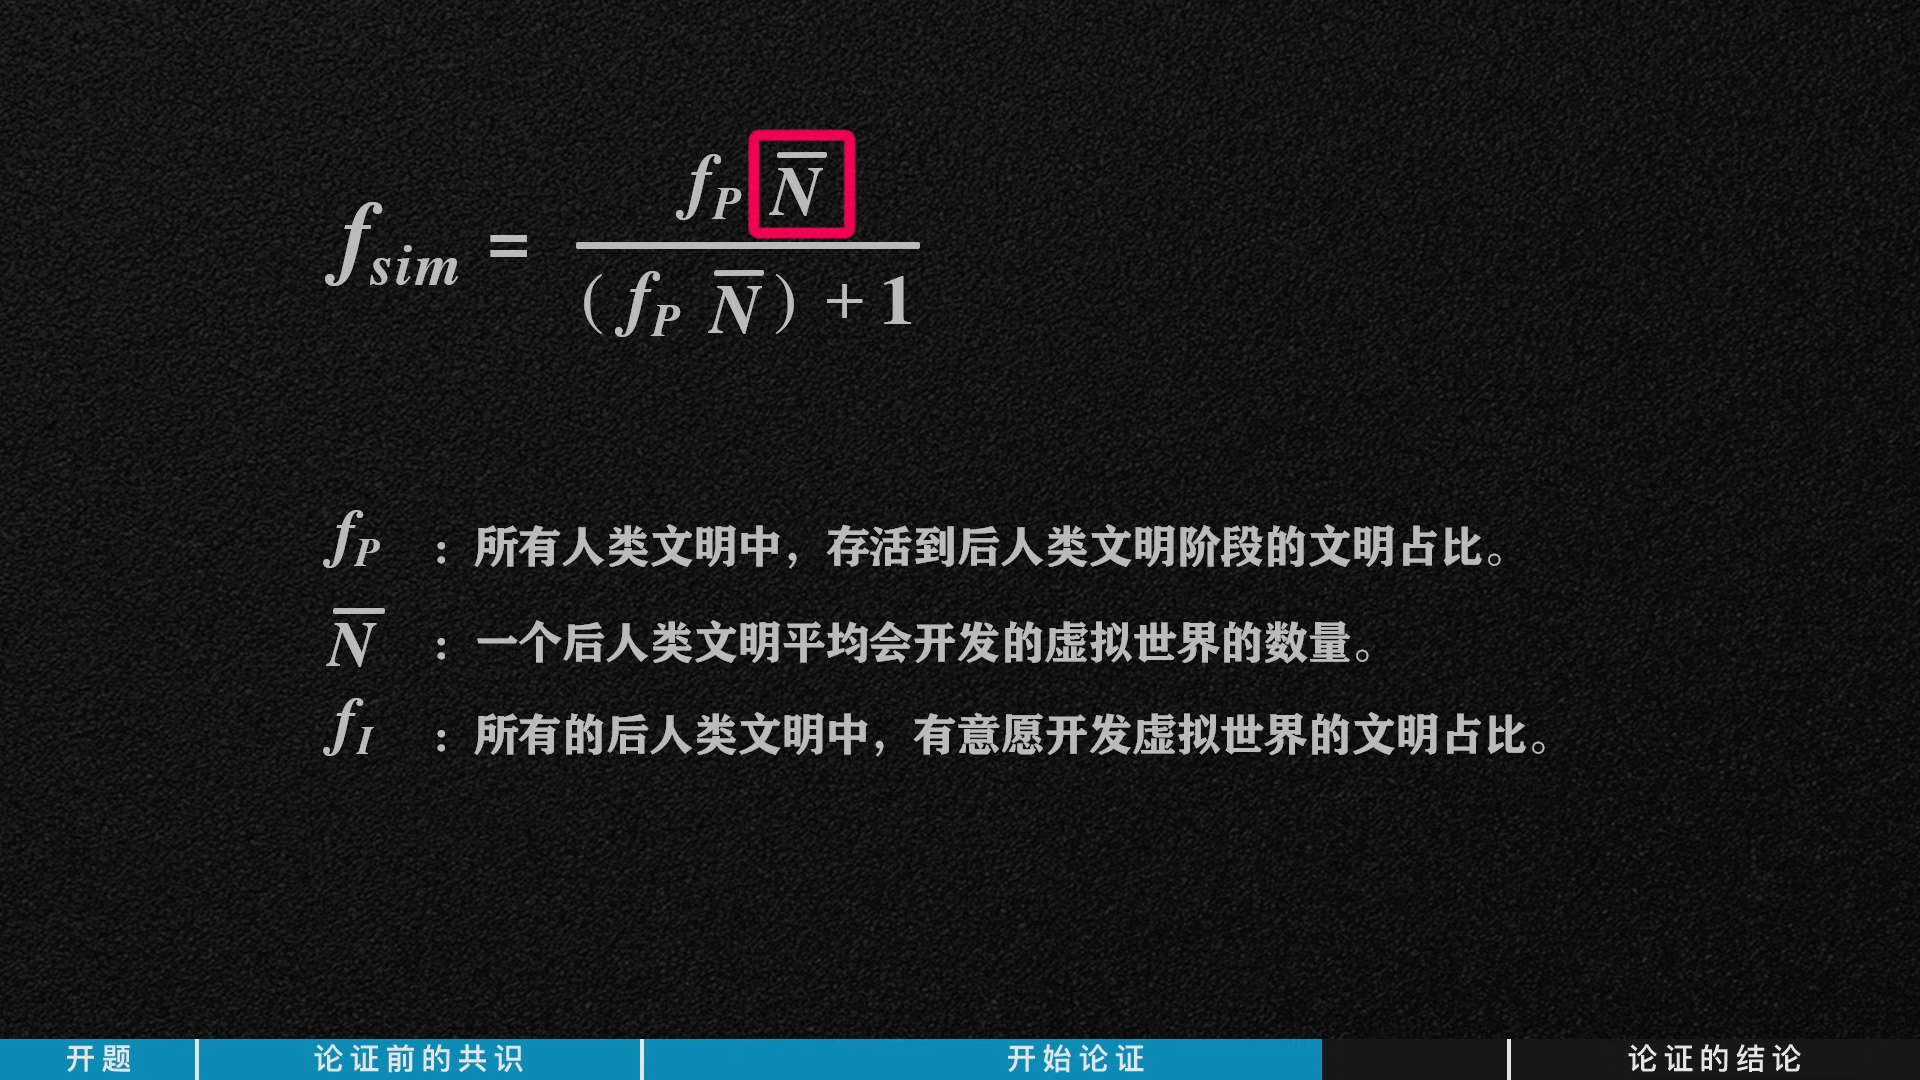 f_sim = f_P N̅ / ( f_P N̅ ) + 1
f_P ：所有人类文明中，存活到后人类文明阶段的文明占比。
N̅ ：一个后人类文明平均会开发的虚拟世界的数量。
f_I ：所有的后人类文明中，有意愿开发虚拟世界的文明占比。
开题 论证前的共识 开始论证 论证的结论